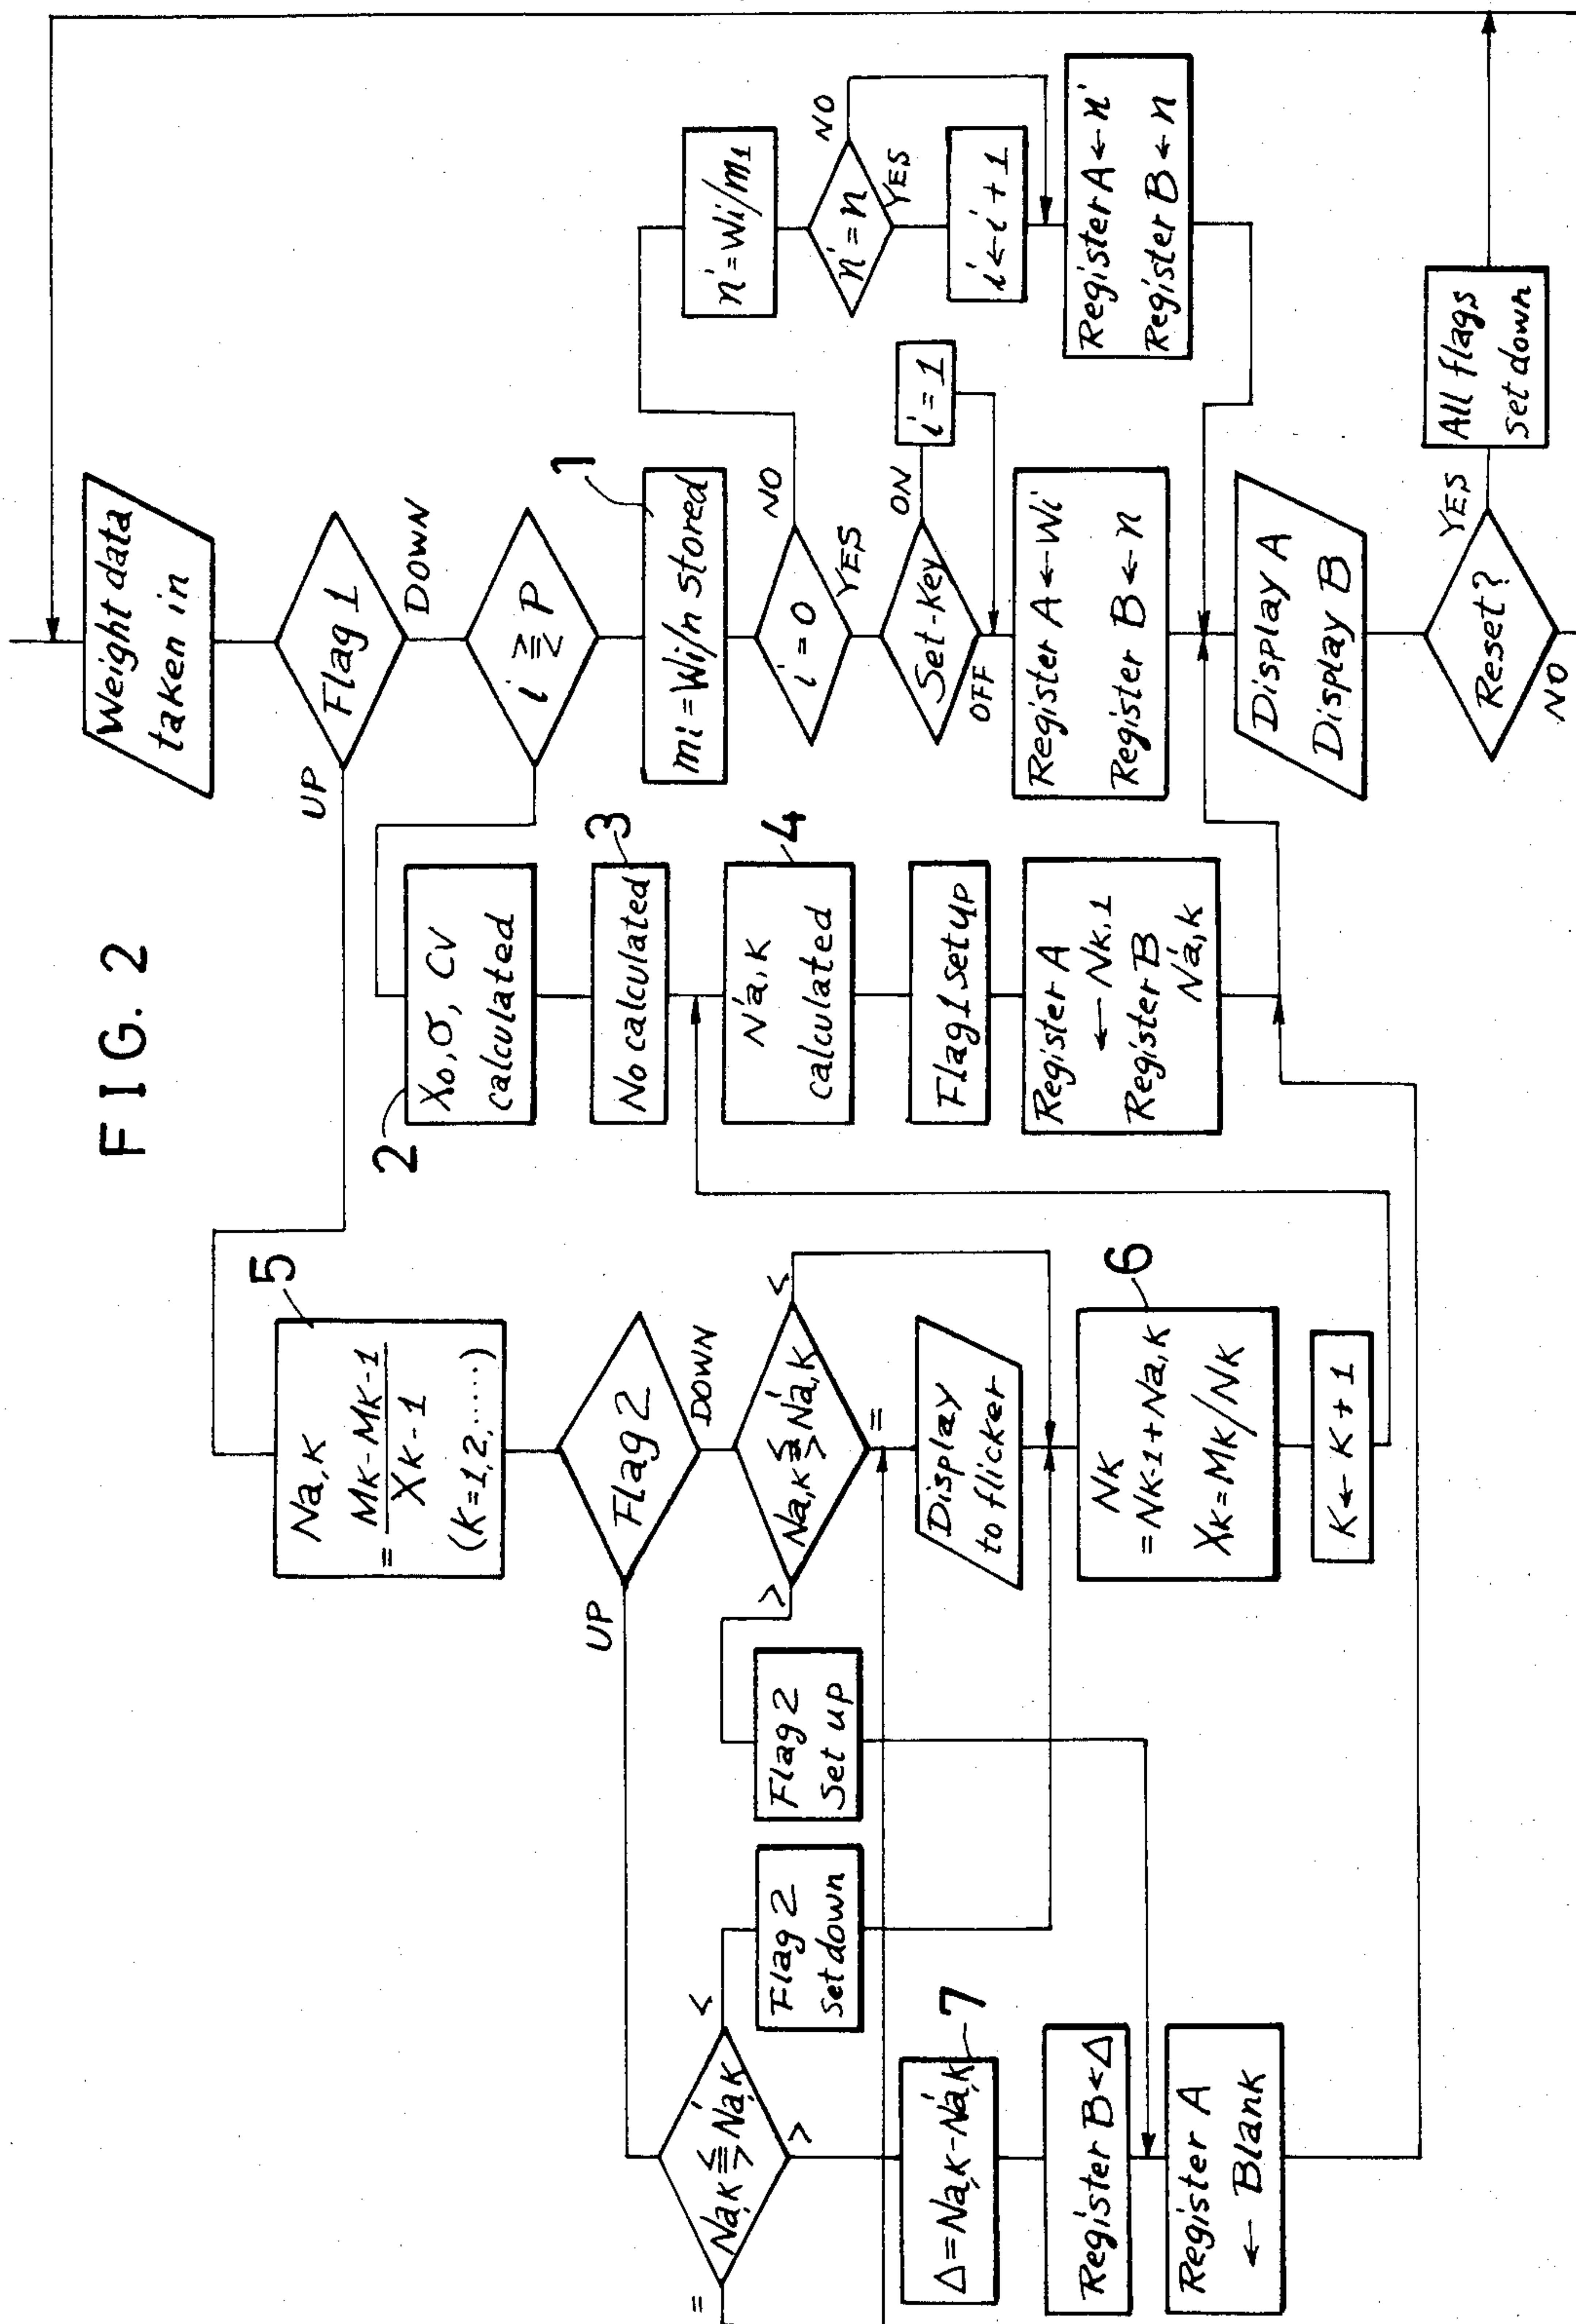 FIG. 2
Weight data
taken in
Flag 1
UP
DOWN
i ≧ P
1
mi = Wi/n stored
i = 0
NO
YES
Set-key
ON
OFF
i = 1
Register A ← Wi
Register B ← n
n' = Wi/m1
n' = n
NO
YES
i ← i + 1
Register A ← n'
Register B ← n
Display A
Display B
Reset?
YES
NO
All flags
set down
2
Xo, σ, Cv
calculated
3
No calculated
4
N'a,K
calculated
Flag 1 set up
Register A
← Nk,1
Register B
N'a,k
5
Na,K
= MK-MK-1
XK-1
(K=1,2,......)
Flag 2
UP
DOWN
Na,K ⪌ N'a,K
<
=
>
Display
to flicker
6
NK
= NK-1 + Na,K
XK = MK/NK
K ← K + 1
Flag 2
Set up
Flag 2
set down
Na,K ⪋ N'a,K
<
=
>
7
Δ = Na,K - N'a,K
Register B ← Δ
Register A
← Blank